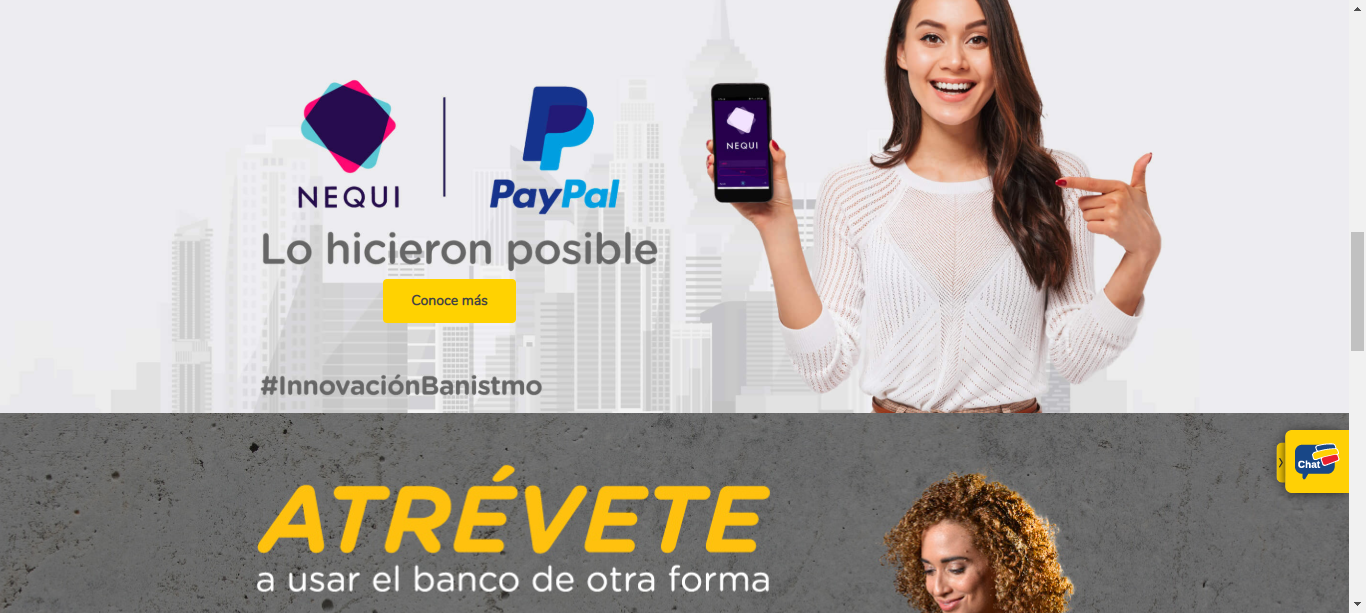 NEQUI
PayPal
NEQUI
Lo hicieron posible
Conoce más
#InnovaciónBanistmo
Chat
ATRÉVETE
a usar el banco de otra forma